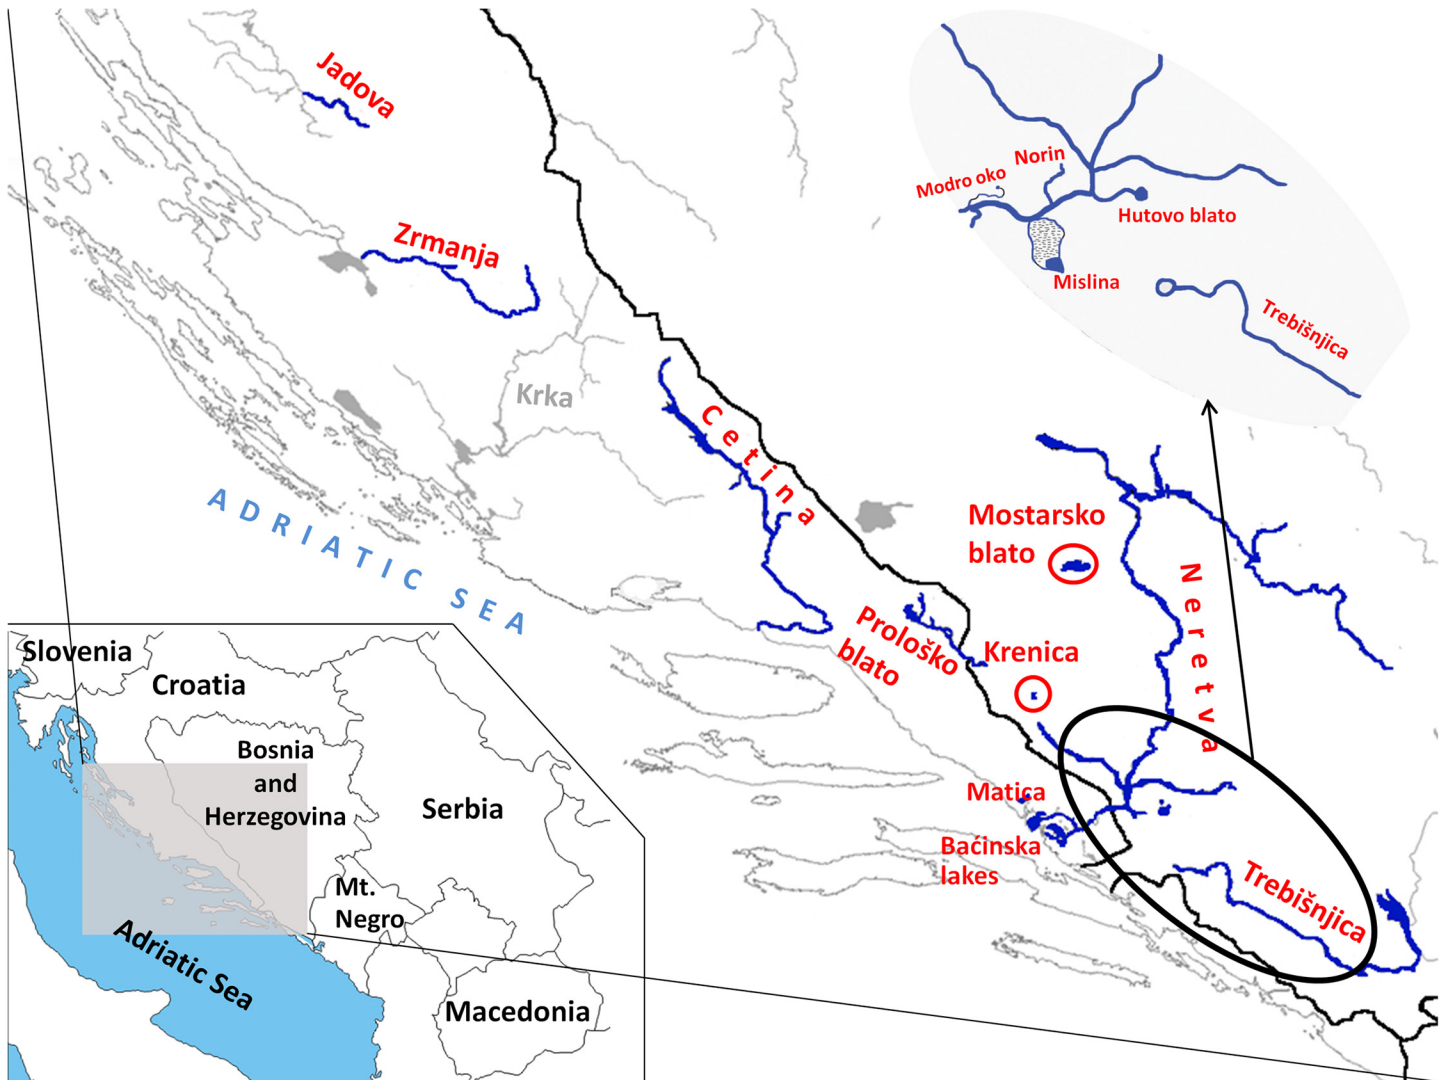 Jadova
Zrmanja
Krka
Cetina
ADRIATIC SEA
Modro oko
Norin
Hutovo blato
Mislina
Trebišnjica
Mostarsko
blato
Neretva
Prološko
blato
Krenica
Matica
Baćinska
lakes
Trebišnjica
Slovenia
Croatia
Bosnia
and
Herzegovina
Serbia
Mt.
Negro
Macedonia
Adriatic Sea